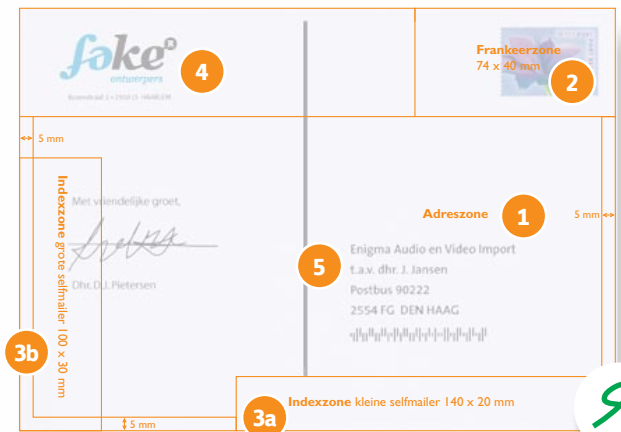 foke
ontwerpers
4
Frankeerzone
74 x 40 mm
2
5 mm
Indexzone grote selfmailer 100 x 30 mm
Met vriendelijke groet,
Dhr. D.J. Pietersen
3b
5 mm
Adreszone
1
5 mm
5
Enigma Audio en Video Import
t.a.v. dhr. J. Jansen
Postbus 90222
2554 FG DEN HAAG
3a
Indexzone kleine selfmailer 140 x 20 mm